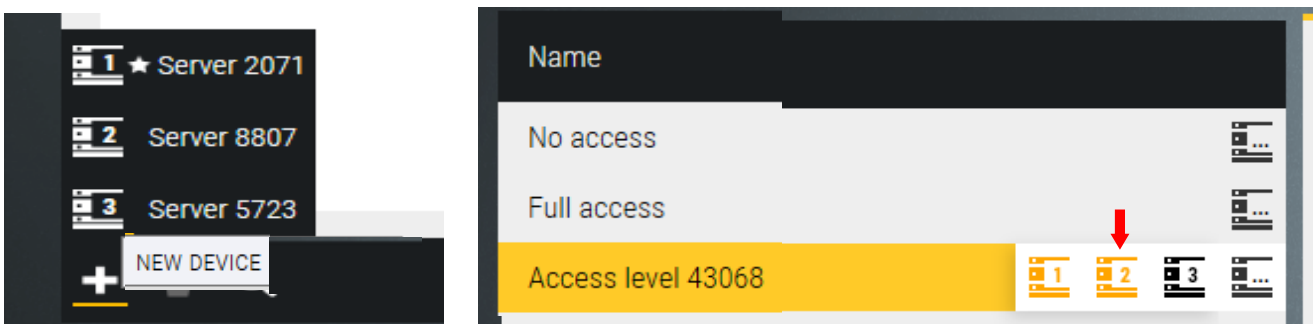 1 ★ Server 2071
2 Server 8807
3 Server 5723
NEW DEVICE
Name
No access ...
Full access ...
Access level 43068 1 2 3 ...